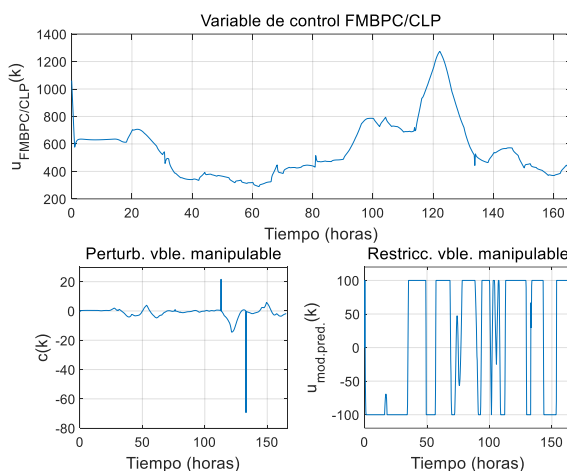 Variable de control FMBPC/CLP
1400
1200
1000
800
600
400
200
u_FMBPC/CLP(k)
0 20 40 60 80 100 120 140 160
Tiempo (horas)
Perturb. vble. manipulable
20
0
-20
-40
-60
-80
c(k)
0 50 100 150
Tiempo (horas)
Restricc. vble. manipulable
100
50
0
-50
-100
u_mod.pred.(k)
0 50 100 150
Tiempo (horas)